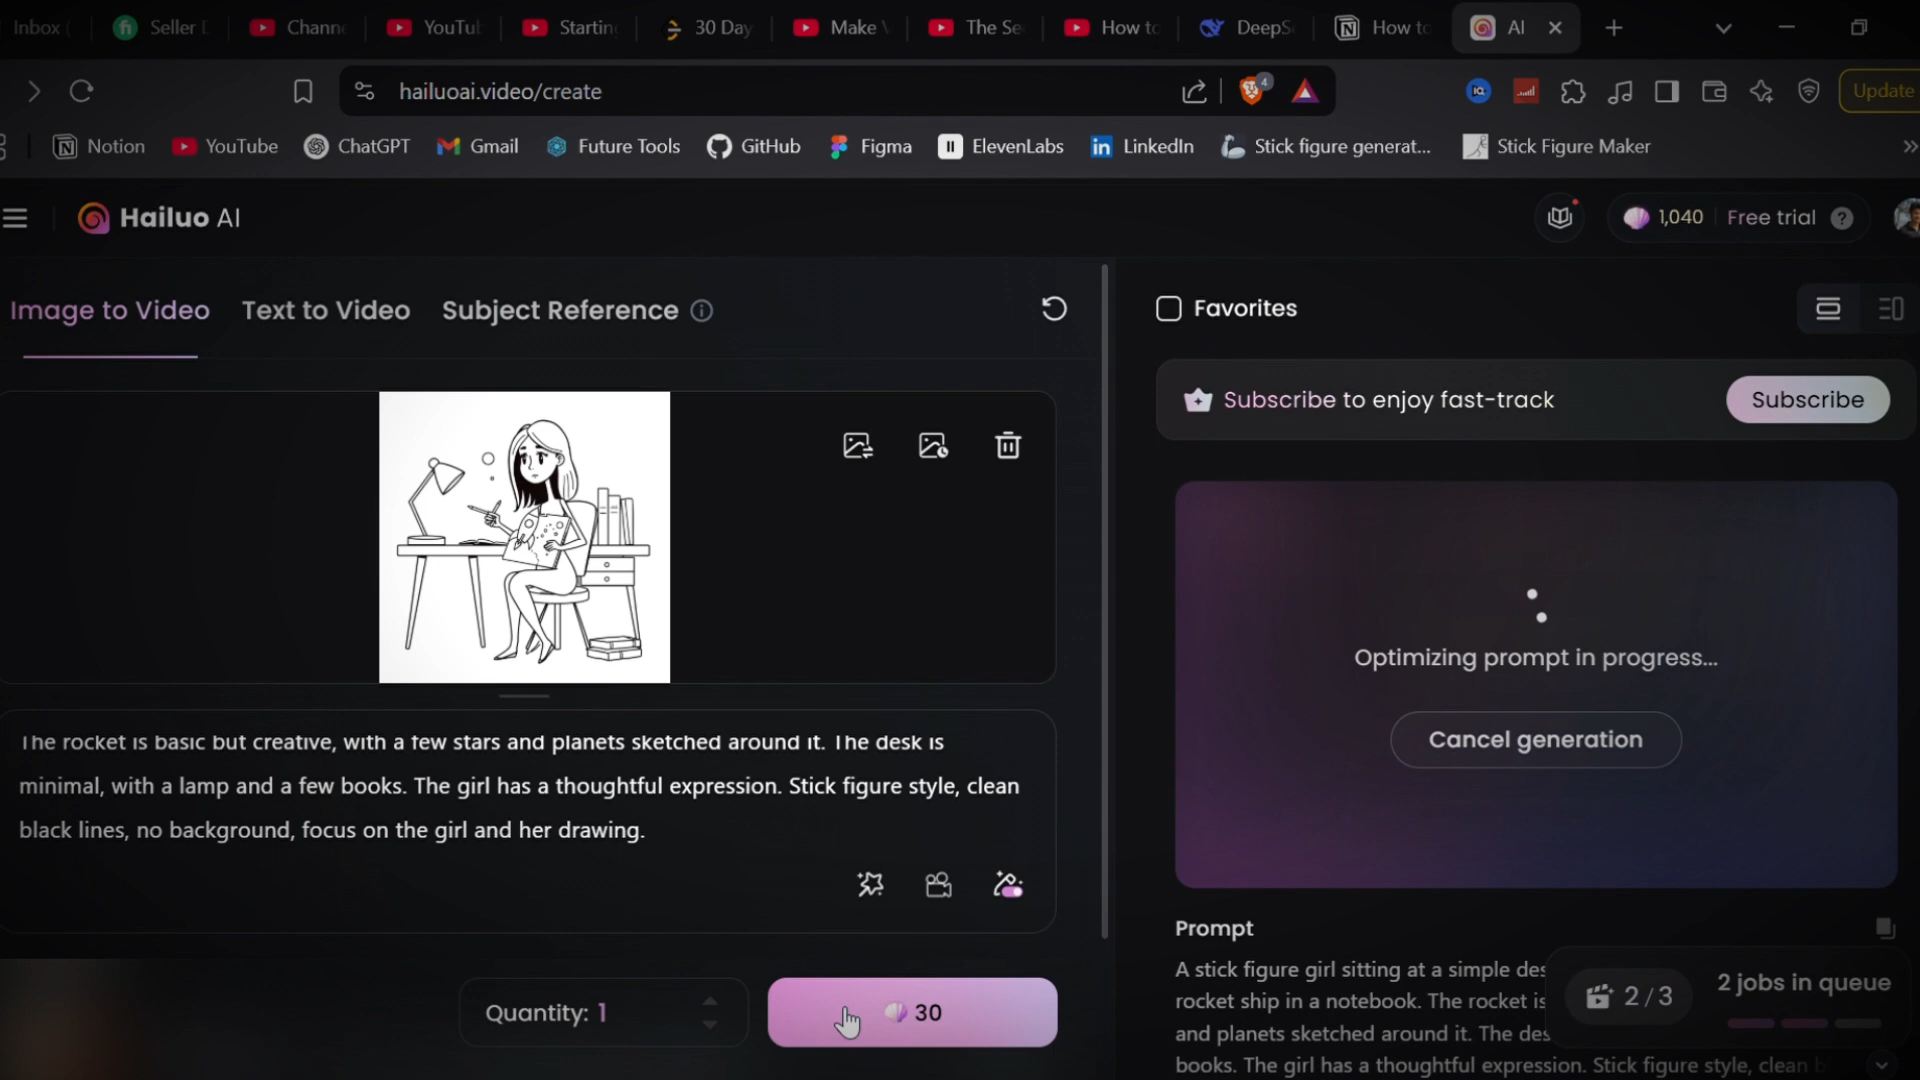 Inbox (
Seller D
Channe
YouTub
Starting
30 Day
Make V
The Se
How to
DeepSe
How to
AI
hailuoai.video/create
4
IQ
Update
Notion
YouTube
ChatGPT
Gmail
Future Tools
GitHub
Figma
ElevenLabs
LinkedIn
Stick figure generat...
Stick Figure Maker
Hailuo AI
1,040
Free trial
Image to Video
Text to Video
Subject Reference
Favorites
Subscribe to enjoy fast-track
Subscribe
Optimizing prompt in progress...
Cancel generation
The rocket is basic but creative, with a few stars and planets sketched around it. The desk is
minimal, with a lamp and a few books. The girl has a thoughtful expression. Stick figure style, clean
black lines, no background, focus on the girl and her drawing.
Quantity: 1
30
Prompt
A stick figure girl sitting at a simple des
rocket ship in a notebook. The rocket is
and planets sketched around it. The des
books. The girl has a thoughtful expression. Stick figure style, clean b
2/3
2 jobs in queue